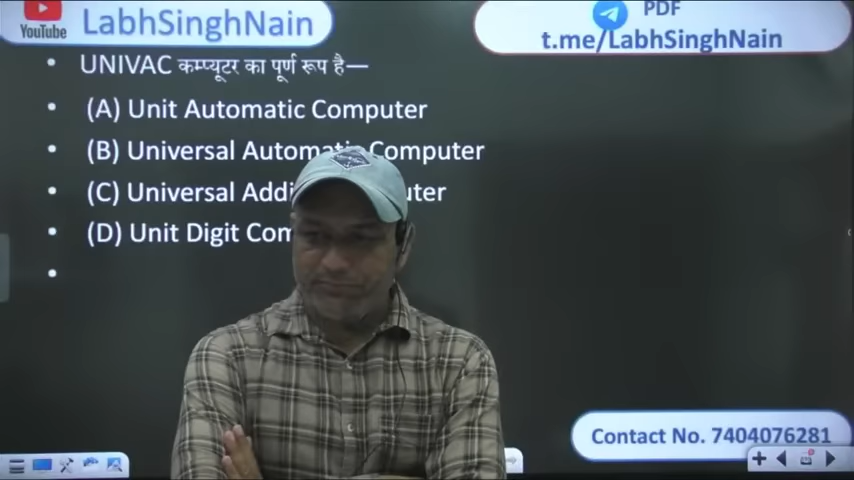 YouTube
LabhSinghNain
PDF
t.me/LabhSinghNain
• UNIVAC कम्प्यूटर का पूर्ण रूप है—
• (A) Unit Automatic Computer
• (B) Universal Automatic Computer
• (C) Universal Addi uter
• (D) Unit Digit Com
•
Contact No. 7404076281